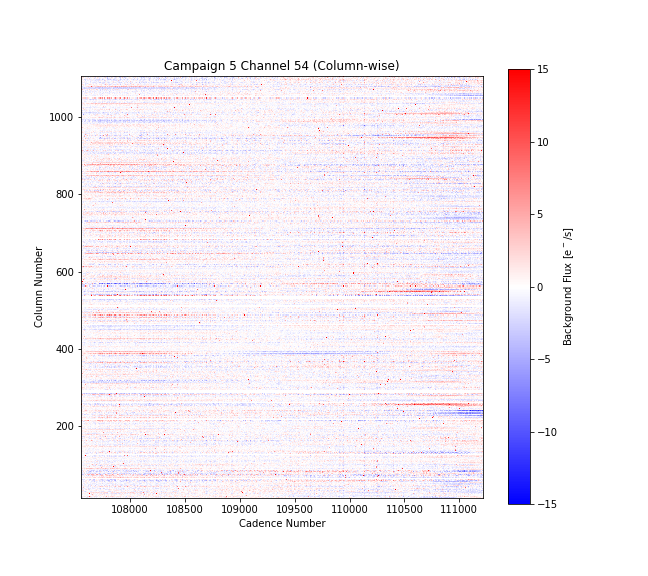 Campaign 5 Channel 54 (Column-wise)
Column Number
1000
800
600
400
200
108000 108500 109000 109500 110000 110500 111000
Cadence Number
15
10
5
0
−5
−10
−15
Background Flux [e⁻/s]